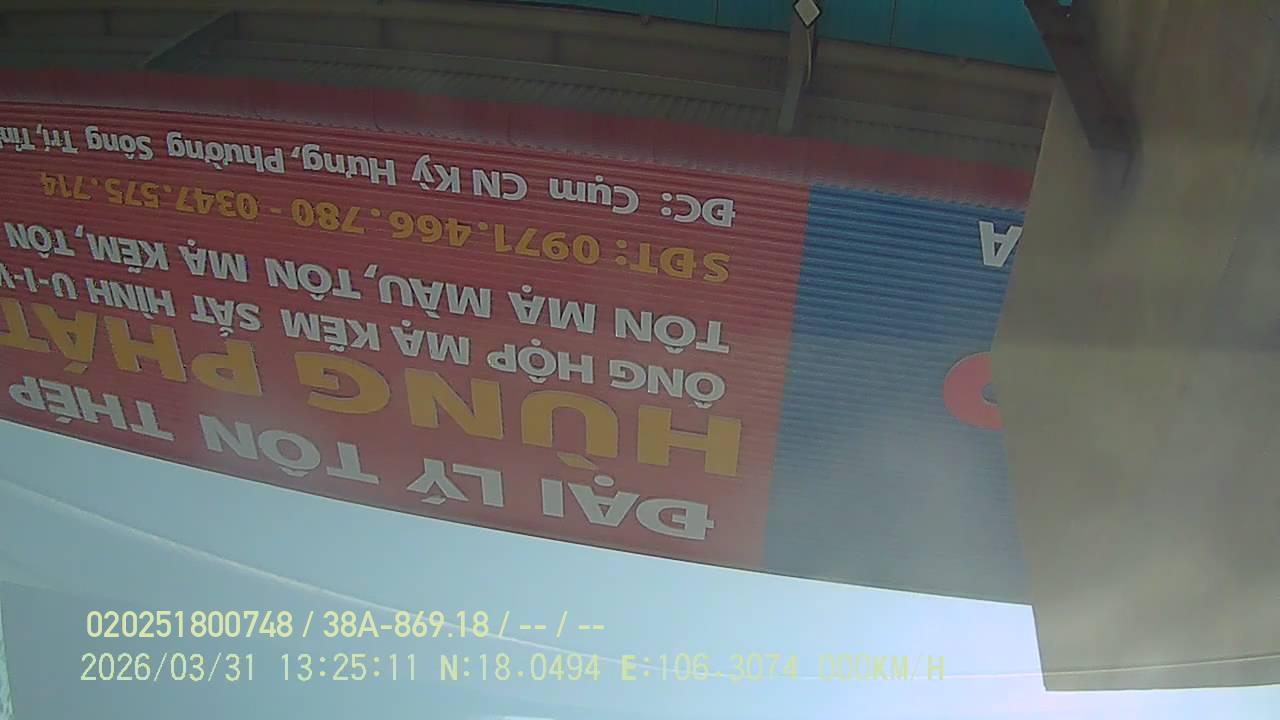 ĐẠI LÝ TÔN THÉP
HÙNG PHÁT
ÔNG HỘP MẠ KẼM SẮT HÌNH U-I-V
TÔN MẠ MÀU, TÔN MẠ KẼM, TÔN
SĐT: 0971.466.780 - 0347.575.714
ĐC: Cụm CN Kỳ Hưng, Phường Sông Trí, Tỉn
020251800748 / 38A-869.18 / -- / --
2026/03/31 13:25:11 N:18.0494 E:106.3074 000KM/H